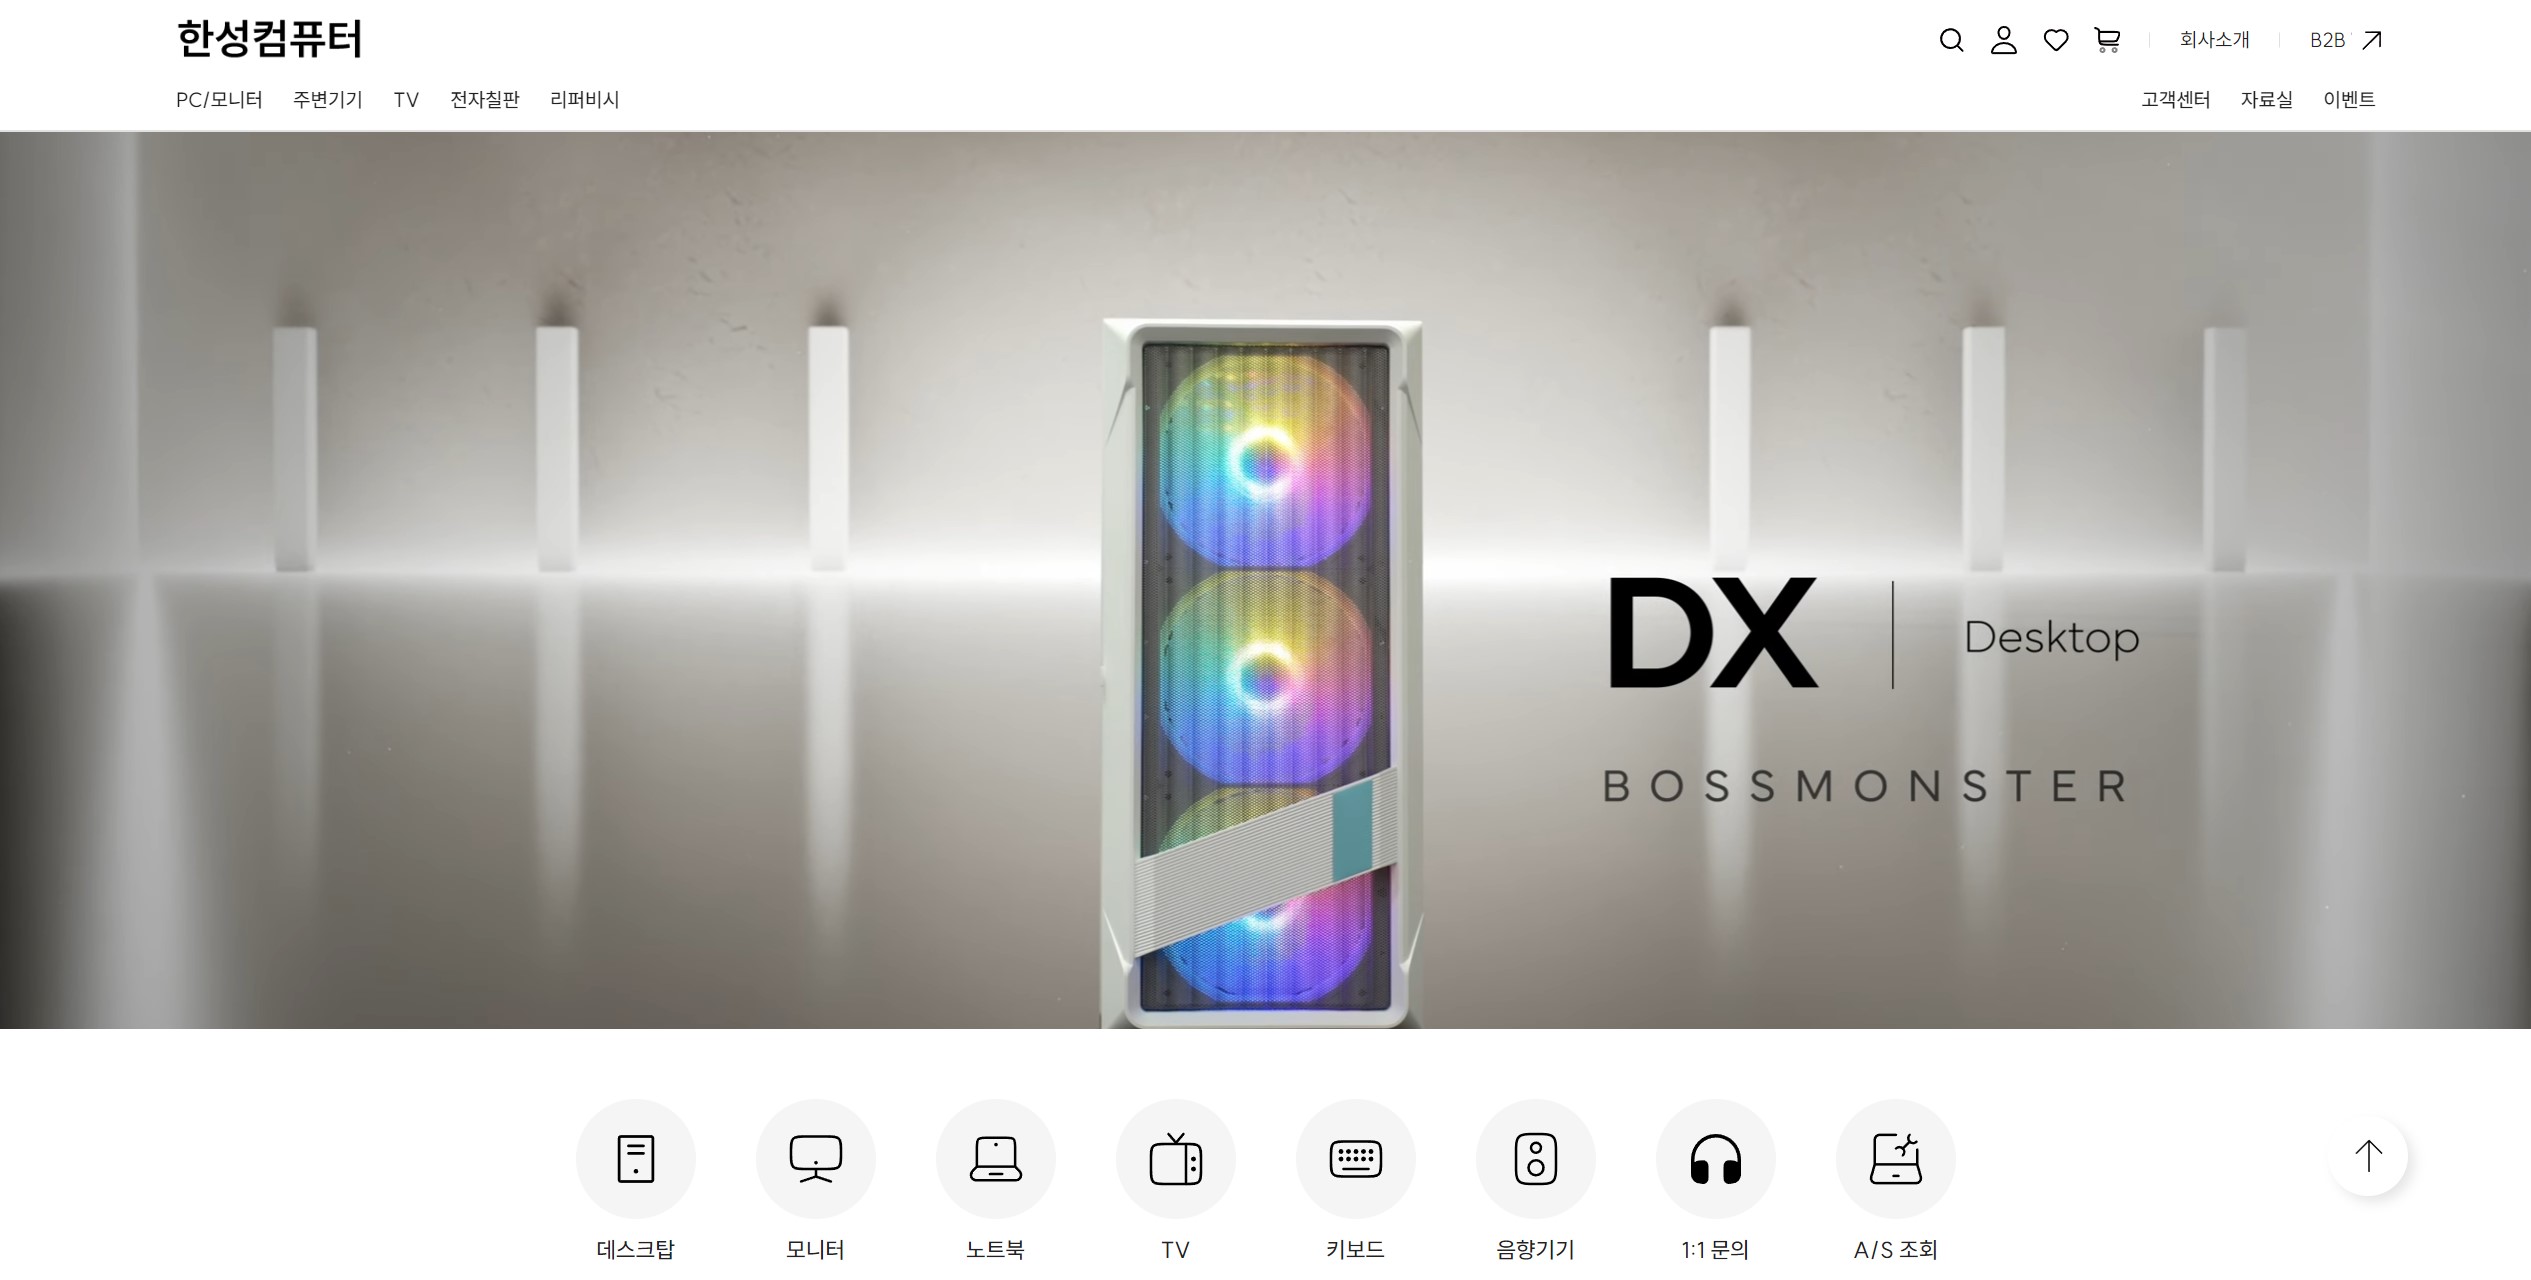 한성컴퓨터
회사소개 B2B
PC/모니터 주변기기 TV 전자칠판 리퍼비시 고객센터 자료실 이벤트
DX Desktop
BOSSMONSTER
데스크탑 모니터 노트북 TV 키보드 음향기기 1:1 문의 A/S 조회